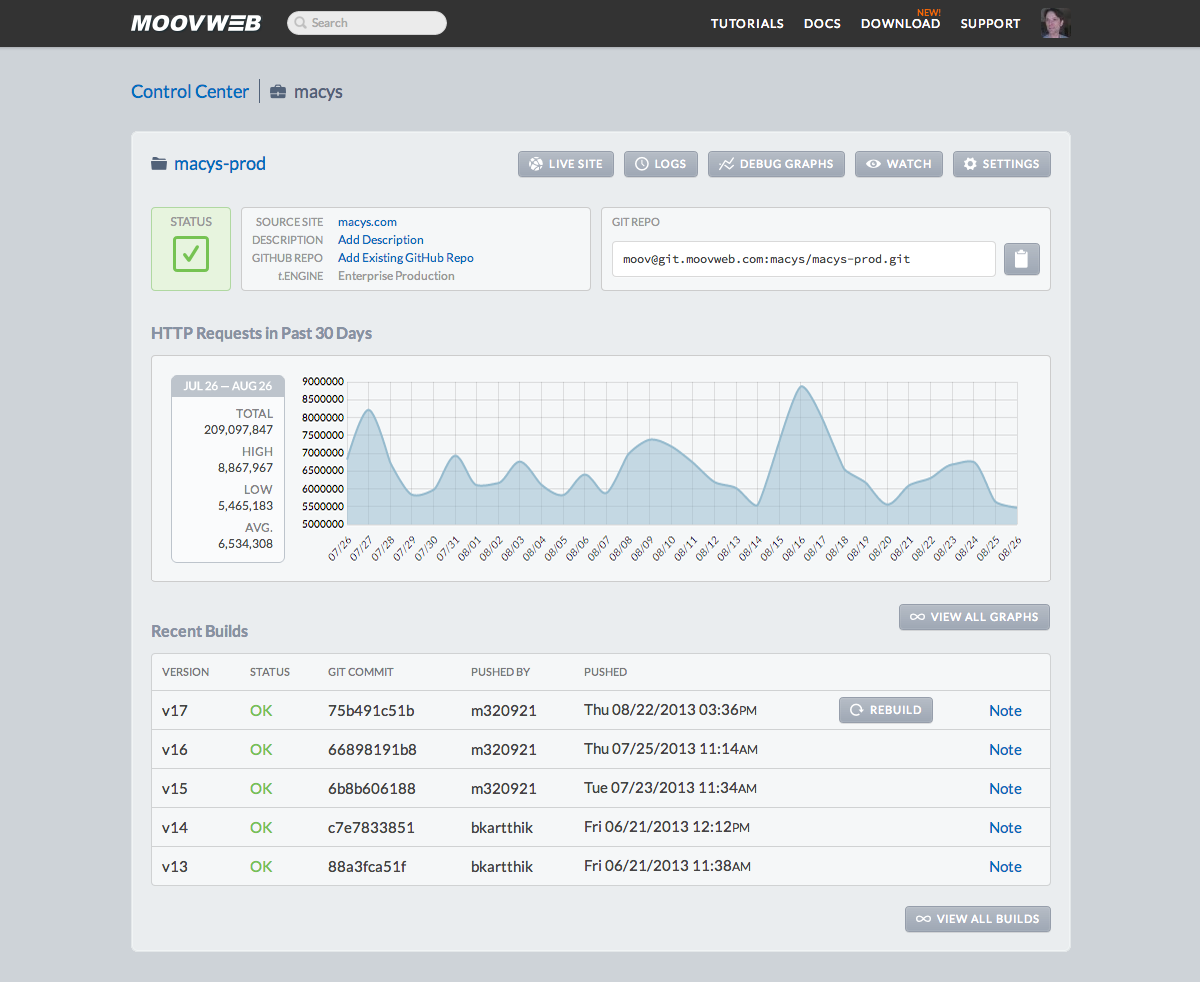 MOOVWEB Search TUTORIALS DOCS DOWNLOAD NEW! SUPPORT
Control Center macys
macys-prod LIVE SITE LOGS DEBUG GRAPHS WATCH SETTINGS
STATUS
SOURCE SITE macys.com
DESCRIPTION Add Description
GITHUB REPO Add Existing GitHub Repo
t.ENGINE Enterprise Production
GIT REPO
moov@git.moovweb.com:macys/macys-prod.git
HTTP Requests in Past 30 Days
JUL 26 — AUG 26
TOTAL
209,097,847
HIGH
8,867,967
LOW
5,465,183
AVG.
6,534,308
9000000
8500000
8000000
7500000
7000000
6500000
6000000
5500000
5000000
07/26 07/27 07/28 07/29 07/30 07/31 08/01 08/02 08/03 08/04 08/05 08/06 08/07 08/08 08/09 08/10 08/11 08/12 08/13 08/14 08/15 08/16 08/17 08/18 08/19 08/20 08/21 08/22 08/23 08/24 08/25 08/26
VIEW ALL GRAPHS
Recent Builds
VERSION STATUS GIT COMMIT PUSHED BY PUSHED
v17 OK 75b491c51b m320921 Thu 08/22/2013 03:36PM REBUILD Note
v16 OK 66898191b8 m320921 Thu 07/25/2013 11:14AM Note
v15 OK 6b8b606188 m320921 Tue 07/23/2013 11:34AM Note
v14 OK c7e7833851 bkartthik Fri 06/21/2013 12:12PM Note
v13 OK 88a3fca51f bkartthik Fri 06/21/2013 11:38AM Note
VIEW ALL BUILDS